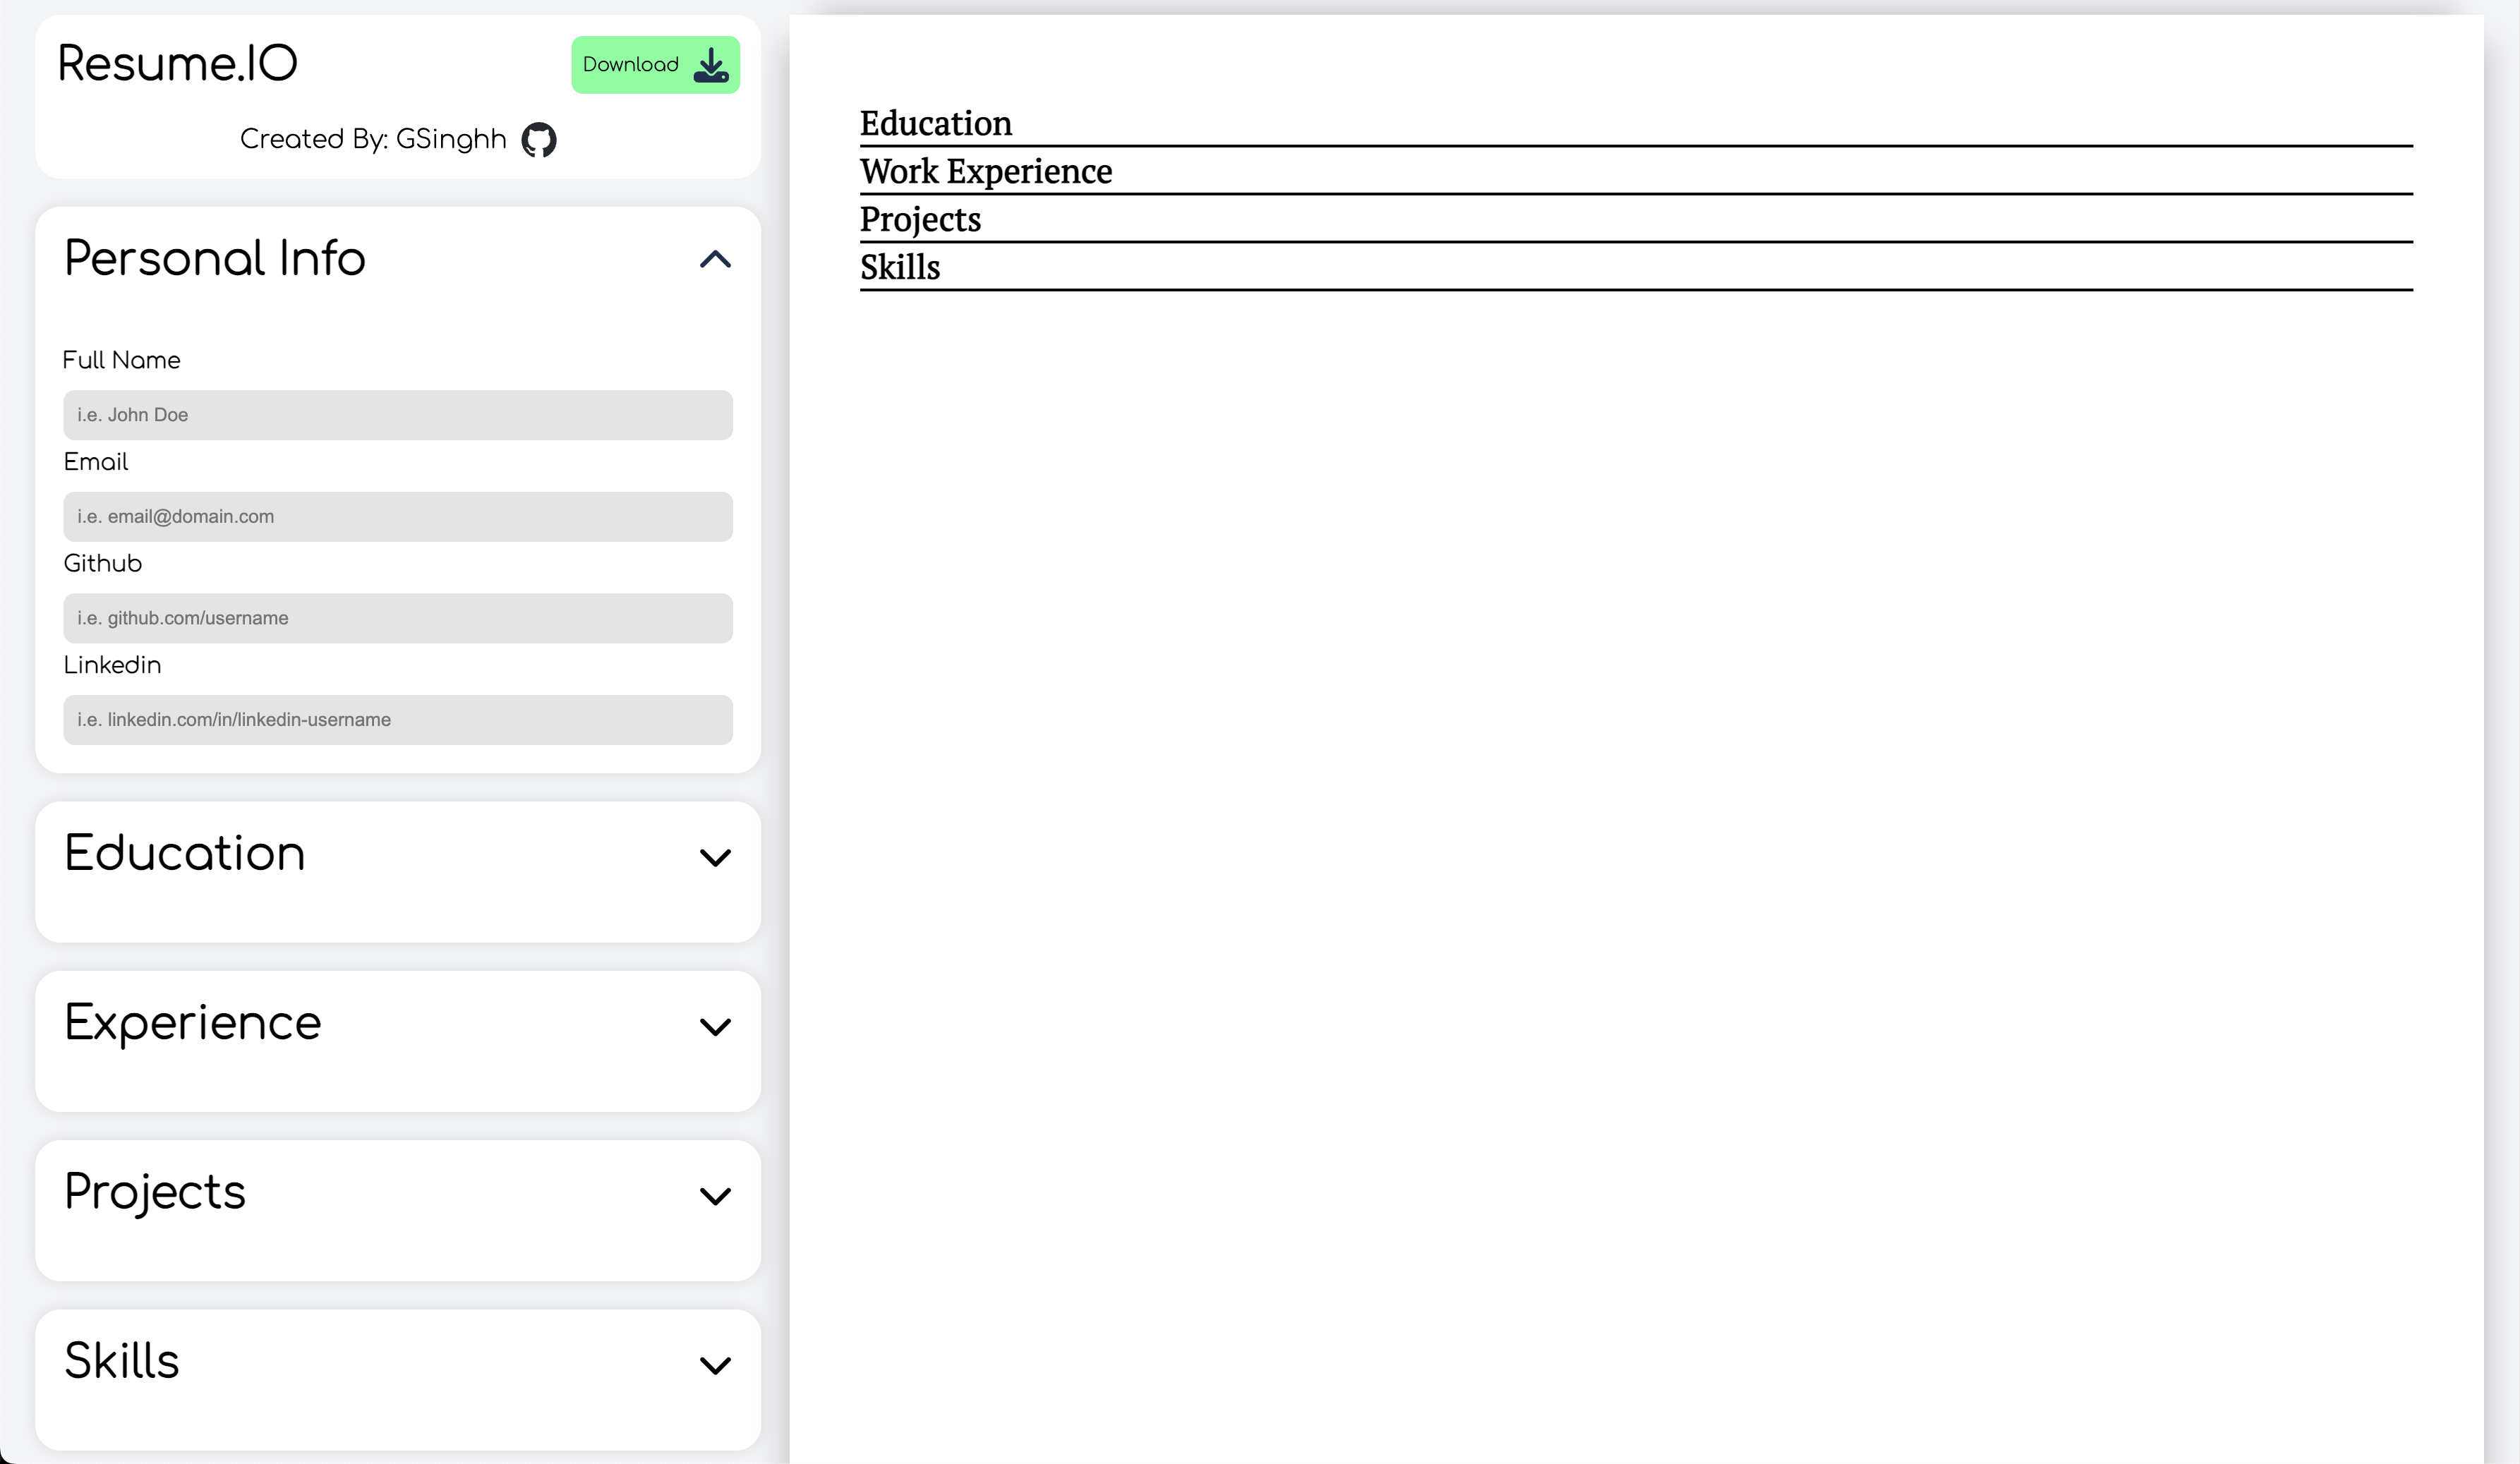 Resume.IO
Download
Created By: GSinghh
Personal Info
Full Name
i.e. John Doe
Email
i.e. email@domain.com
Github
i.e. github.com/username
Linkedin
i.e. linkedin.com/in/linkedin-username
Education
Experience
Projects
Skills
Education
Work Experience
Projects
Skills